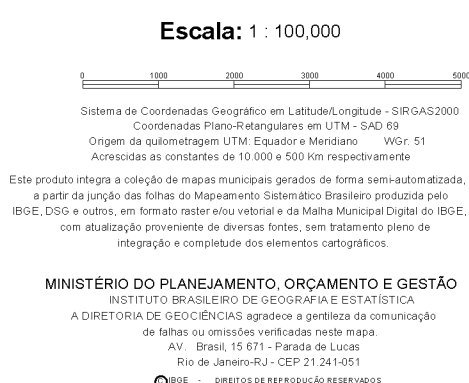 Escala: 1 : 100,000
0 1000 2000 3000 4000 5000
Sistema de Coordenadas Geográfico em Latitude/Longitude - SIRGAS2000
Coordenadas Plano-Retangulares em UTM - SAD 69
Origem da quilometragem UTM: Equador e Meridiano WGr. 51
Acrescidas as constantes de 10.000 e 500 Km respectivamente
Este produto integra a coleção de mapas municipais gerados de forma semi-automatizada,
a partir da junção das folhas do Mapeamento Sistemático Brasileiro produzida pelo
IBGE, DSG e outros, em formato raster e/ou vetorial e da Malha Municipal Digital do IBGE,
com atualização proveniente de diversas fontes, sem tratamento pleno de
integração e completude dos elementos cartográficos.
MINISTÉRIO DO PLANEJAMENTO, ORÇAMENTO E GESTÃO
INSTITUTO BRASILEIRO DE GEOGRAFIA E ESTATÍSTICA
A DIRETORIA DE GEOCIÊNCIAS agradece a gentileza da comunicação
de falhas ou omissões verificadas neste mapa.
AV. Brasil, 15 671 - Parada de Lucas
Rio de Janeiro-RJ - CEP 21.241-051
© IBGE - DIREITOS DE REPRODUÇÃO RESERVADOS